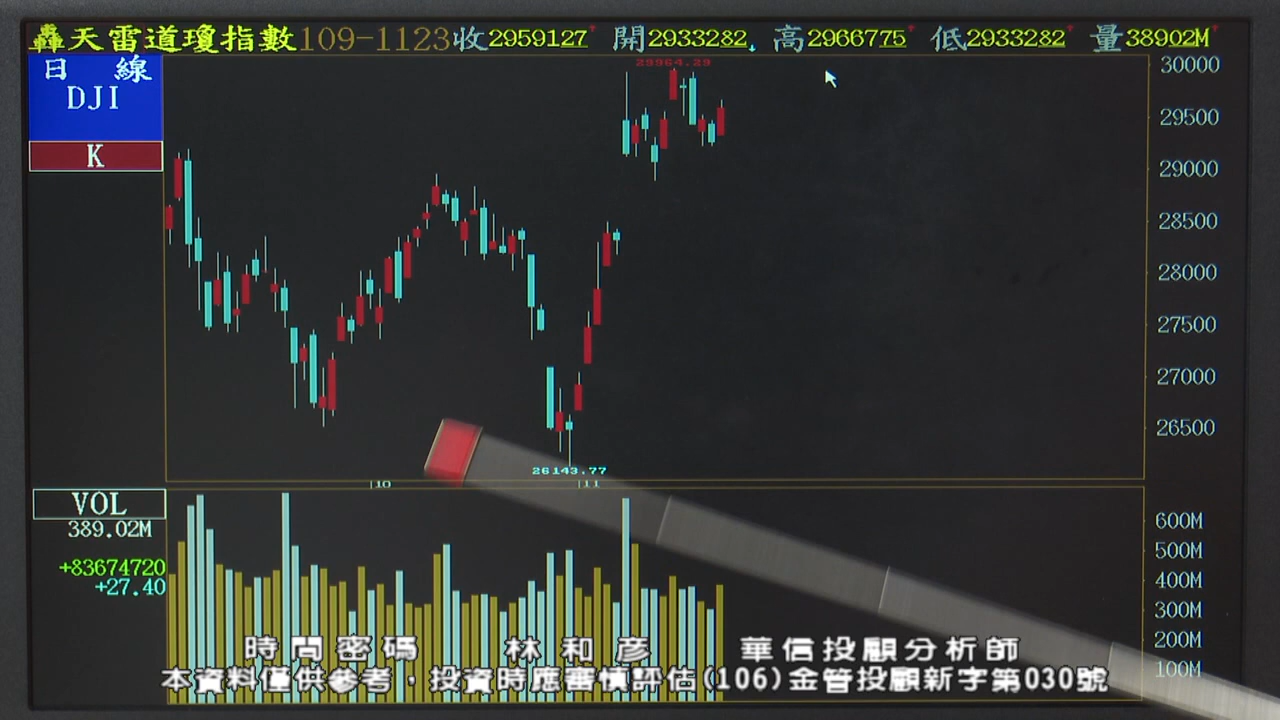 轟天雷道瓊指數109-1123收2959127 開2933282 高2966775 低2933282 量38902M
日 線
DJI
K
29964.29
30000
29500
29000
28500
28000
27500
27000
26500
26143.77
10
11
VOL
389.02M
+83674720
+27.40
600M
500M
400M
300M
200M
100M
時間密碼 林和彦 華信投顧分析師
本資料僅供參考，投資時應審慎評估(106)金管投顧新字第030號